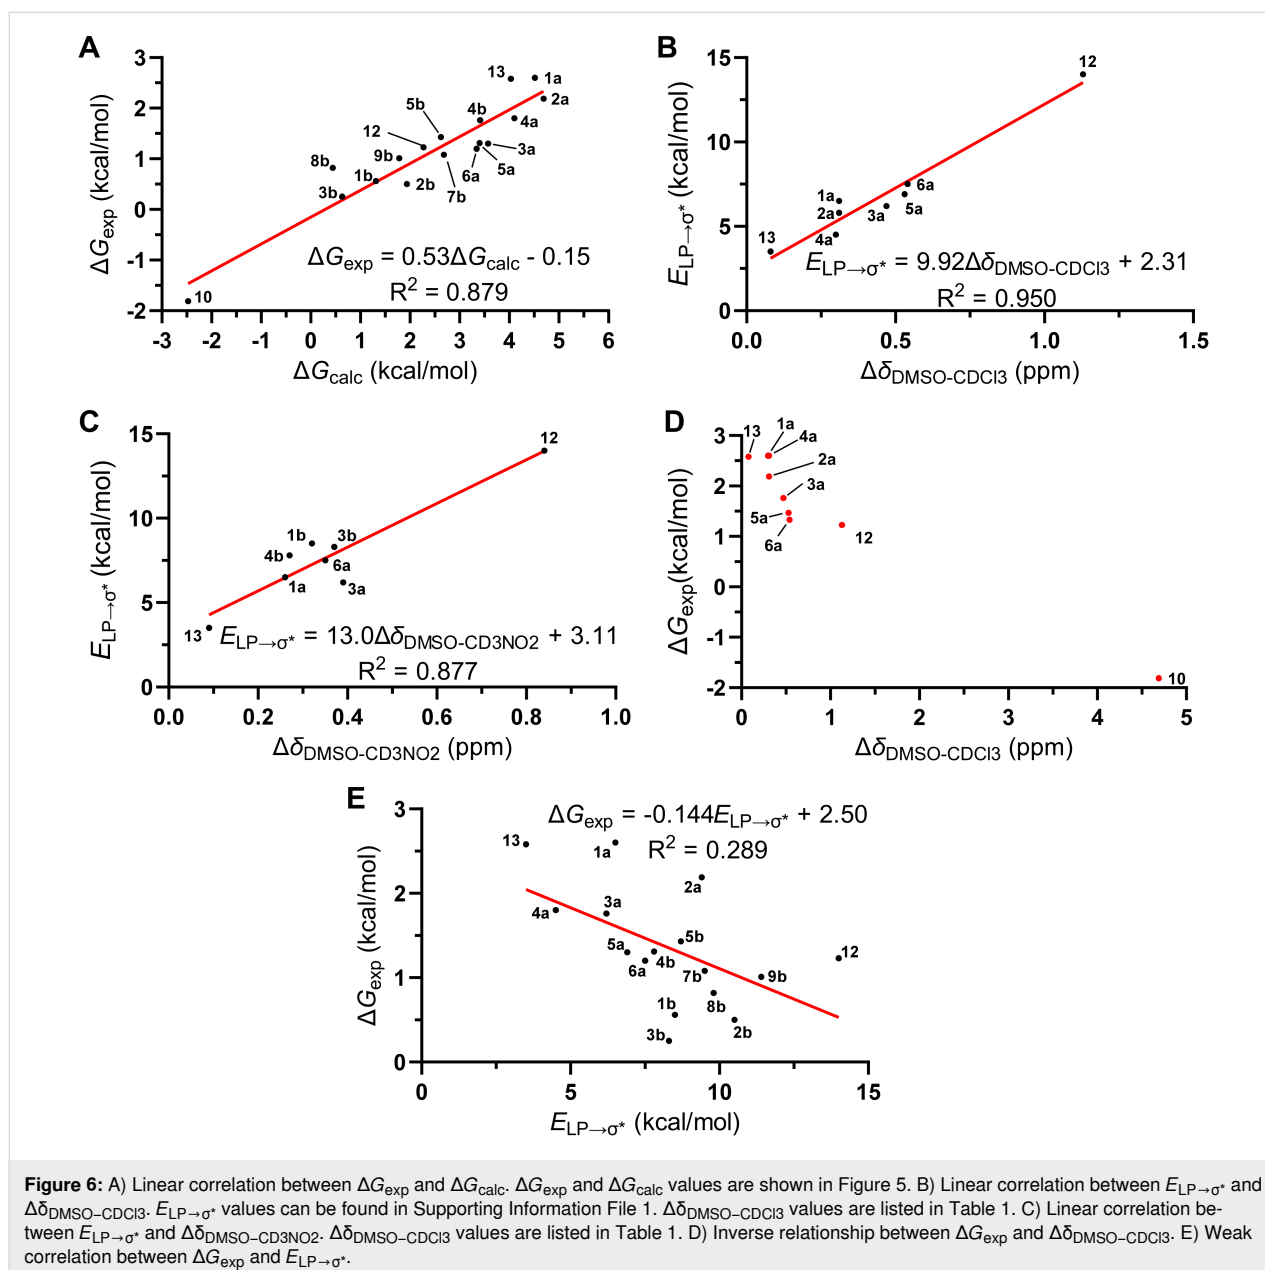 A
ΔGexp (kcal/mol)
3
2
1
0
-1
-2
13
1a
2a
5b
4b
4a
12
9b
3a
5a
6a
8b
1b
2b
7b
3b
10
ΔGexp = 0.53ΔGcalc - 0.15
R² = 0.879
-3 -2 -1 0 1 2 3 4 5 6
ΔGcalc (kcal/mol)
B
ELP→σ* (kcal/mol)
15
10
5
0
12
6a
5a
1a
2a
3a
4a
13
ELP→σ* = 9.92ΔδDMSO-CDCl3 + 2.31
R² = 0.950
0.0 0.5 1.0 1.5
ΔδDMSO-CDCl3 (ppm)
C
ELP→σ* (kcal/mol)
15
10
5
0
12
1b
3b
4b
6a
1a
3a
13
ELP→σ* = 13.0ΔδDMSO-CD3NO2 + 3.11
R² = 0.877
0.0 0.2 0.4 0.6 0.8 1.0
ΔδDMSO-CD3NO2 (ppm)
D
ΔGexp(kcal/mol)
3
2
1
0
-1
-2
13
1a
4a
2a
3a
5a
6a
12
10
0 1 2 3 4 5
ΔδDMSO-CDCl3 (ppm)
E
ΔGexp (kcal/mol)
3
2
1
0
ΔGexp = -0.144ELP→σ* + 2.50
R² = 0.289
13
1a
2a
3a
4a
5b
5a
4b
6a
7b
9b
12
8b
1b
2b
3b
0 5 10 15
ELP→σ* (kcal/mol)
Figure 6: A) Linear correlation between ΔGexp and ΔGcalc. ΔGexp and ΔGcalc values are shown in Figure 5. B) Linear correlation between ELP→σ* and
ΔδDMSO−CDCl3. ELP→σ* values can be found in Supporting Information File 1. ΔδDMSO−CDCl3 values are listed in Table 1. C) Linear correlation be-
tween ELP→σ* and ΔδDMSO−CD3NO2. ΔδDMSO−CDCl3 values are listed in Table 1. D) Inverse relationship between ΔGexp and ΔδDMSO−CDCl3. E) Weak
correlation between ΔGexp and ELP→σ*.